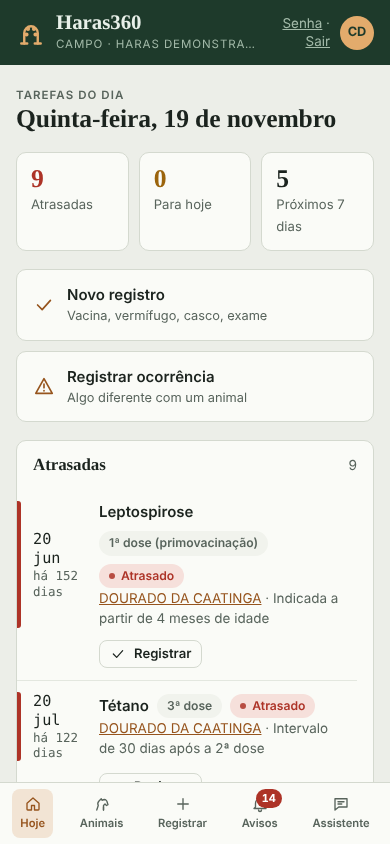 Haras360
CAMPO · HARAS DEMONSTRA…
Senha ·
Sair
CD
TAREFAS DO DIA
Quinta-feira, 19 de novembro
9
Atrasadas
0
Para hoje
5
Próximos 7
dias
Novo registro
Vacina, vermífugo, casco, exame
Registrar ocorrência
Algo diferente com um animal
Atrasadas
9
20
jun
há 152
dias
Leptospirose
1ª dose (primovacinação)
Atrasado
DOURADO DA CAATINGA · Indicada a
partir de 4 meses de idade
Registrar
20
jul
há 122
dias
Tétano 3ª dose Atrasado
DOURADO DA CAATINGA · Intervalo
de 30 dias após a 2ª dose
14
Hoje
Animais
Registrar
Avisos
Assistente